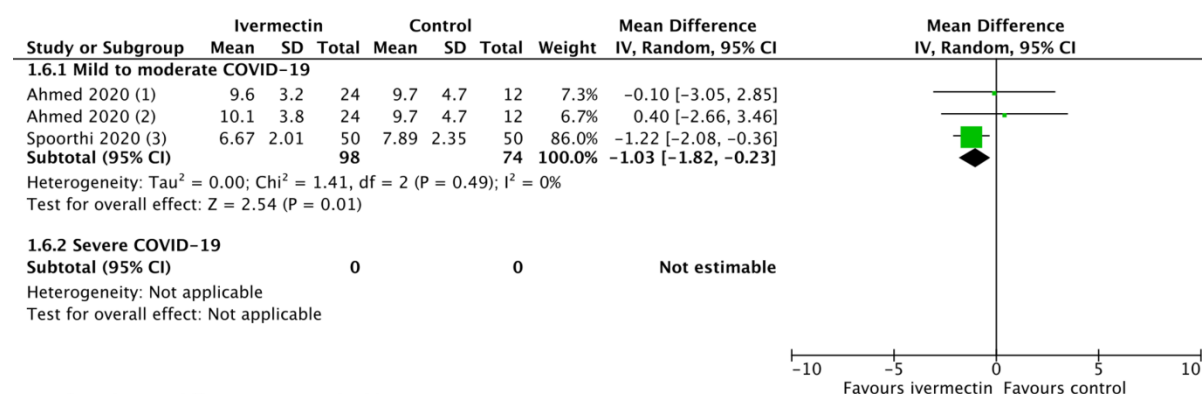 Ivermectin Control Mean Difference Mean Difference
Study or Subgroup Mean SD Total Mean SD Total Weight IV, Random, 95% CI IV, Random, 95% CI
1.6.1 Mild to moderate COVID-19
Ahmed 2020 (1) 9.6 3.2 24 9.7 4.7 12 7.3% -0.10 [-3.05, 2.85]
Ahmed 2020 (2) 10.1 3.8 24 9.7 4.7 12 6.7% 0.40 [-2.66, 3.46]
Spoorthi 2020 (3) 6.67 2.01 50 7.89 2.35 50 86.0% -1.22 [-2.08, -0.36]
Subtotal (95% CI) 98 74 100.0% -1.03 [-1.82, -0.23]
Heterogeneity: Tau² = 0.00; Chi² = 1.41, df = 2 (P = 0.49); I² = 0%
Test for overall effect: Z = 2.54 (P = 0.01)
1.6.2 Severe COVID-19
Subtotal (95% CI) 0 0 Not estimable
Heterogeneity: Not applicable
Test for overall effect: Not applicable
-10 -5 0 5 10
Favours ivermectin Favours control